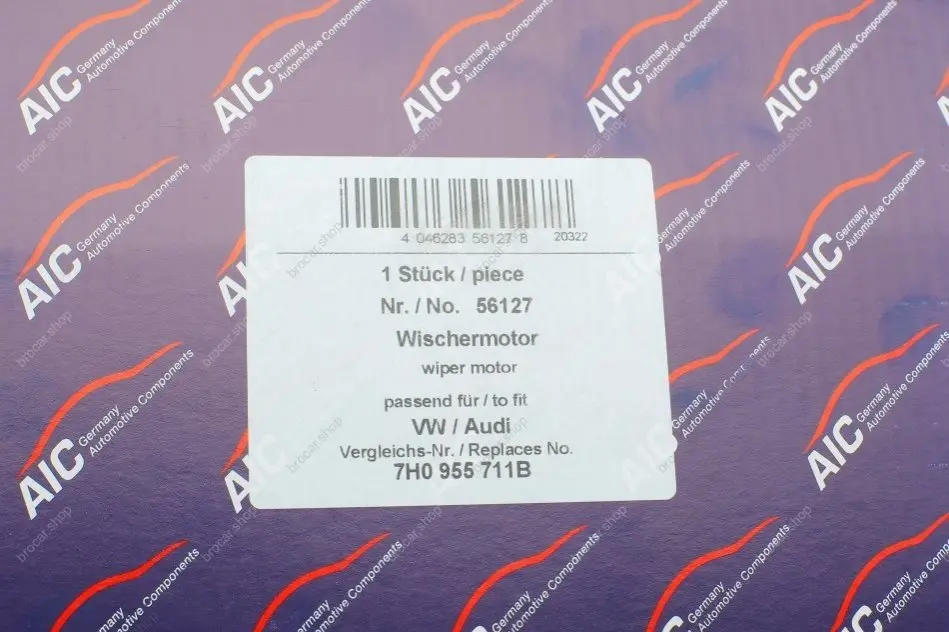 4 046283 56127 8 20322
1 Stück / piece
Nr. / No. 56127
Wischermotor
wiper motor
passend für / to fit
VW / Audi
Vergleichs-Nr. / Replaces No.
7H0 955 711B
AIC Germany
Automotive Components
brocar.shop